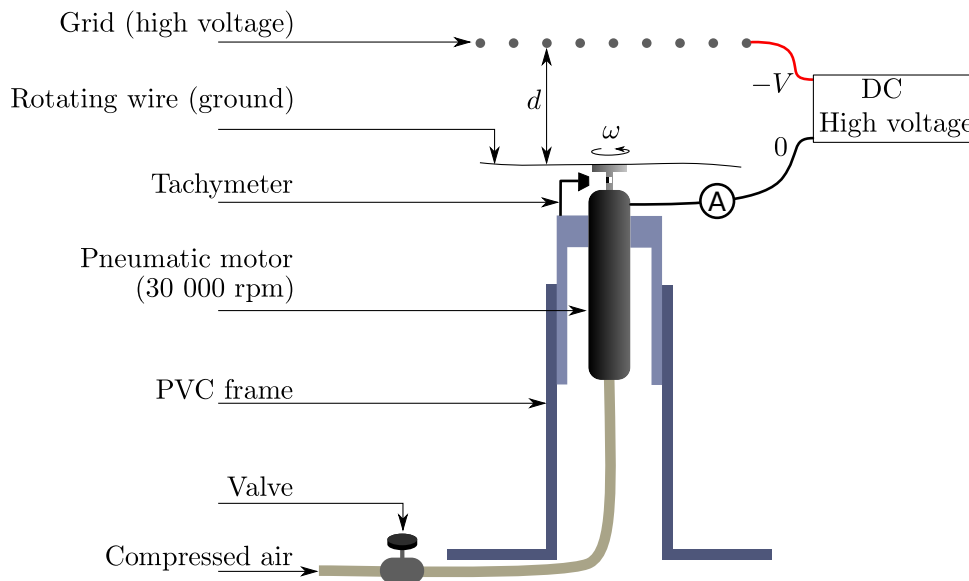 Grid (high voltage)
Rotating wire (ground)
Tachymeter
Pneumatic motor
(30 000 rpm)
PVC frame
Valve
Compressed air
d
ω
−V
0
DC
High voltage
A